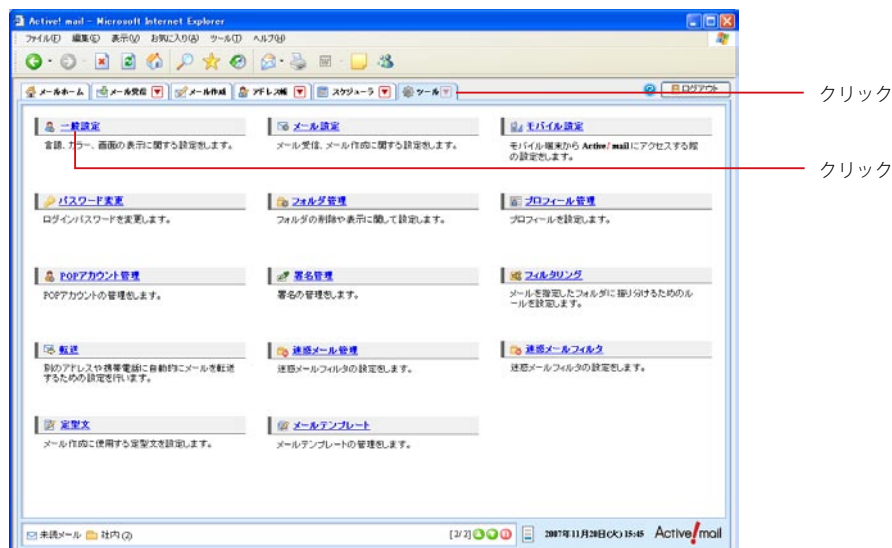 Active! mail - Microsoft Internet Explorer
ファイル(F) 編集(E) 表示(V) お気に入り(A) ツール(T) ヘルプ(H)
メールホーム メール受信 メール作成 アドレス帳 スケジューラ ツール ログアウト
クリック
一般設定 メール設定 モバイル設定
言語、カラー、画面の表示に関する設定をします。 メール受信、メール作成に関する設定をします。 モバイル端末から Active! mail にアクセスする際
の設定をします。
クリック
パスワード変更 フォルダ管理 プロフィール管理
ログインパスワードを変更します。 フォルダの削除や表示に関して設定します。 プロフィールを設定します。
POPアカウント管理 署名管理 フィルタリング
POPアカウントの管理をします。 署名の管理をします。 メールを指定したフォルダに振り分けるためのル
ールを設定します。
転送 迷惑メール管理 迷惑メールフィルタ
別のアドレスや携帯電話に自動的にメールを転送
するための設定を行います。 迷惑メールフィルタの設定をします。 迷惑メールフィルタの設定をします。
定型文 メールテンプレート
メール作成に使用する定型文を設定します。 メールテンプレートの管理をします。
未読メール 社内(2) [2/2] 2007年11月20日(火) 15:45 Active! mail